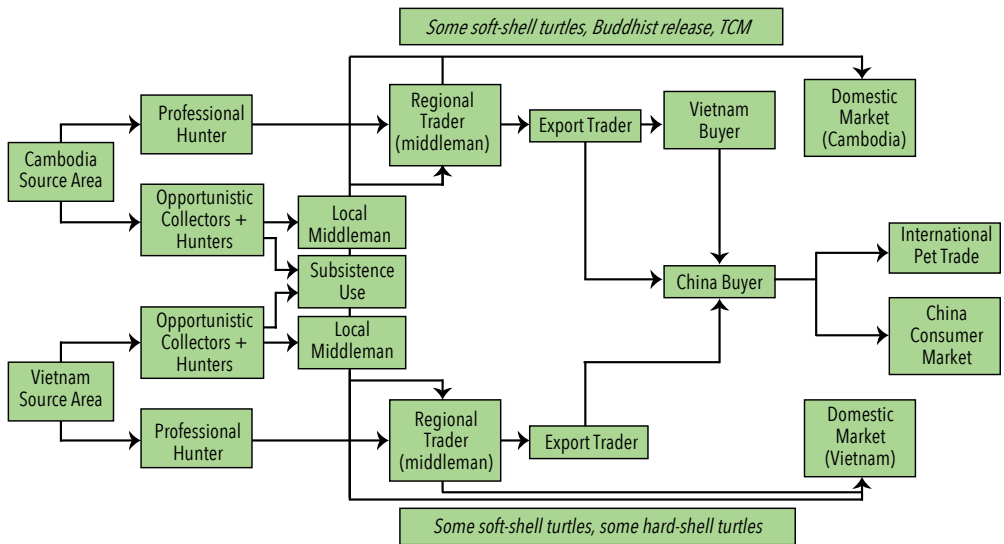 Some soft-shell turtles, Buddhist release, TCM
Professional
Hunter
Regional
Trader
(middleman)
Export Trader
Vietnam
Buyer
Domestic
Market
(Cambodia)
Cambodia
Source Area
Opportunistic
Collectors +
Hunters
Local
Middleman
Subsistence
Use
China Buyer
International
Pet Trade
Opportunistic
Collectors +
Hunters
Local
Middleman
China
Consumer
Market
Vietnam
Source Area
Professional
Hunter
Regional
Trader
(middleman)
Export Trader
Domestic
Market
(Vietnam)
Some soft-shell turtles, some hard-shell turtles